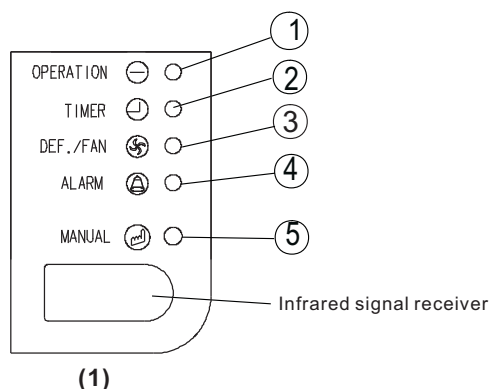 1
OPERATION
2
TIMER
3
DEF./FAN
4
ALARM
5
MANUAL
Infrared signal receiver
(1)